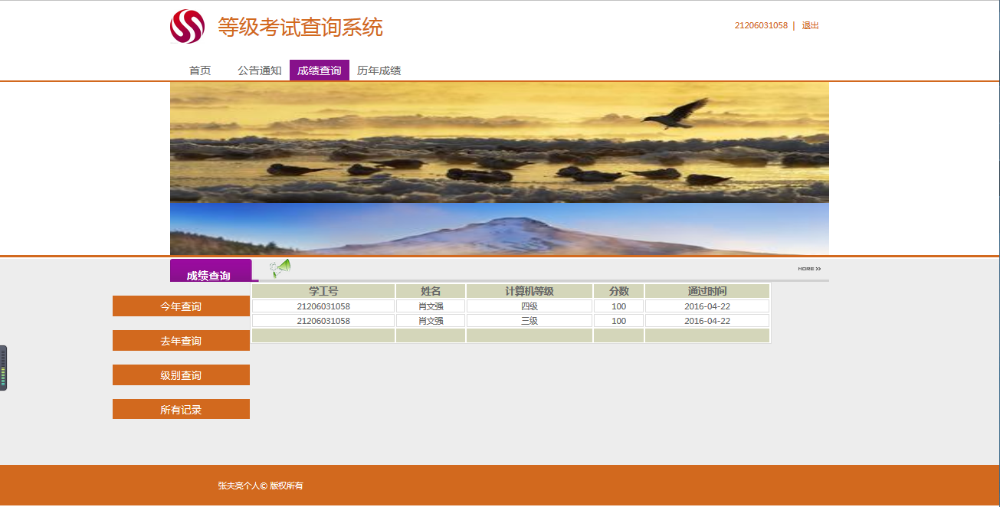 等级考试查询系统
21206031058 | 退出
首页 公告通知 成绩查询 历年成绩
成绩查询
MORE >>
学工号 姓名 计算机等级 分数 通过时间
21206031058 肖文强 四级 100 2016-04-22
21206031058 肖文强 三级 100 2016-04-22
今年查询
去年查询
级别查询
所有记录
张夫亮个人© 版权所有